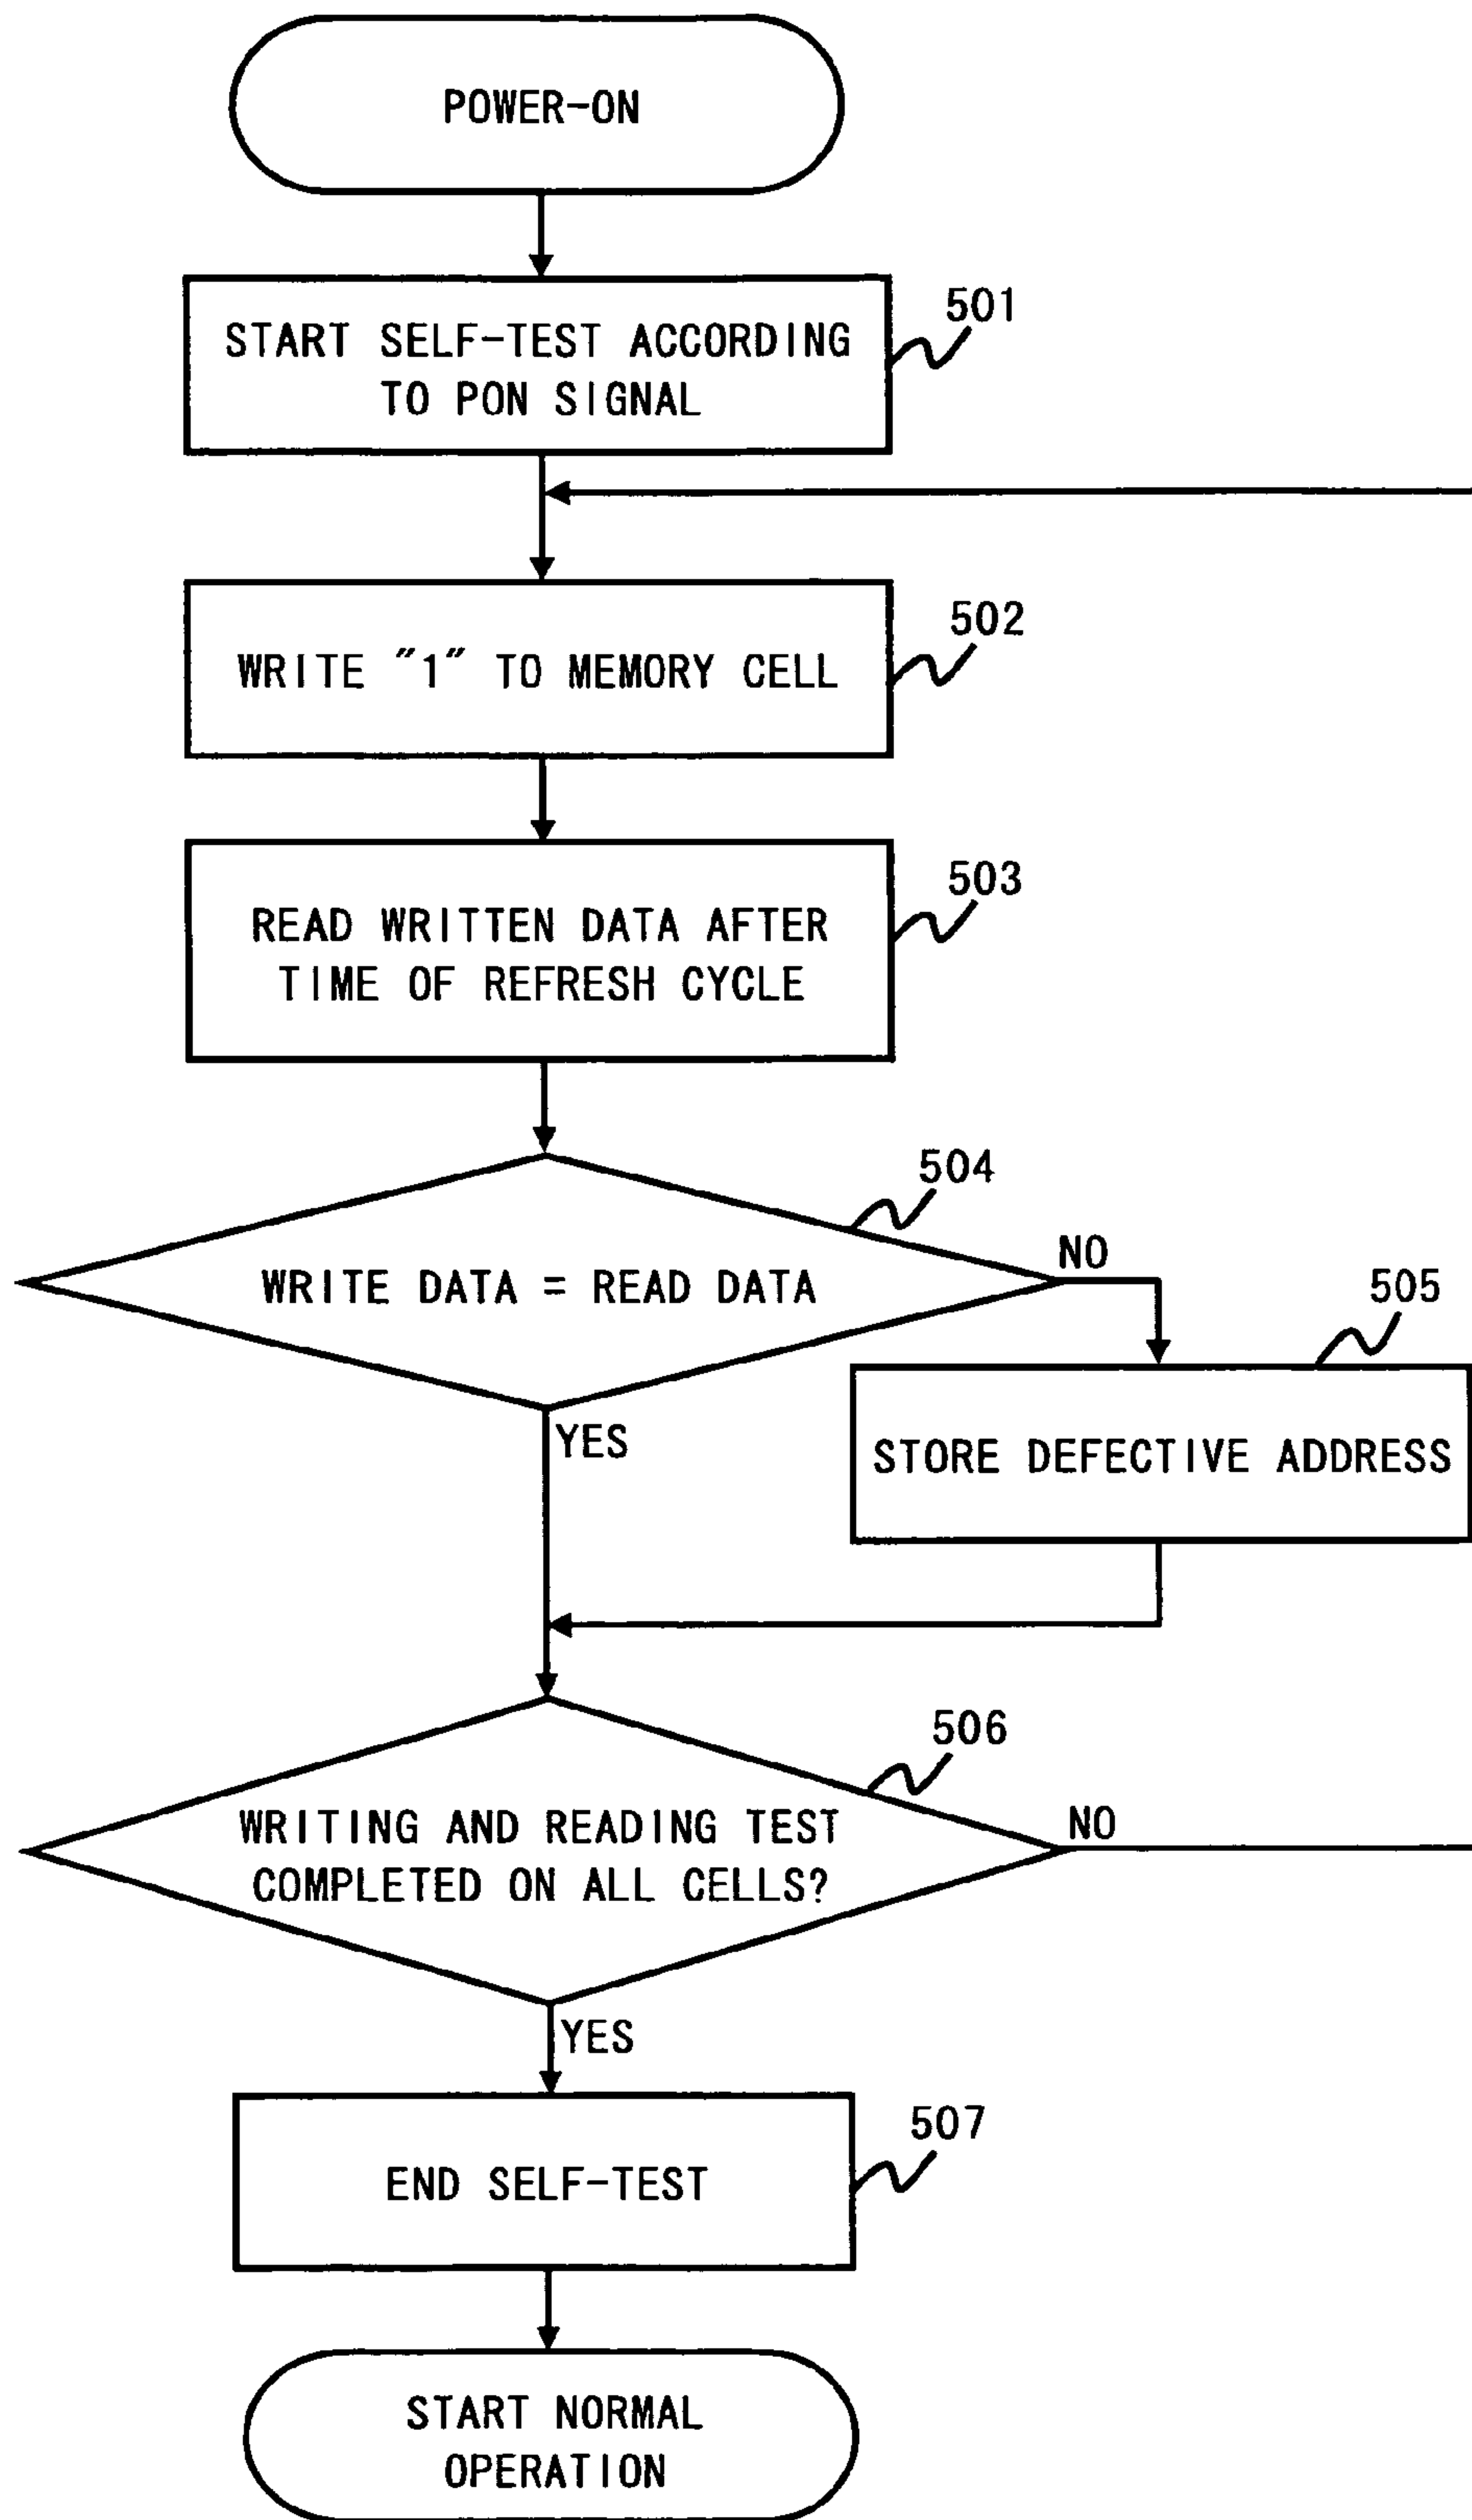 POWER-ON
START SELF-TEST ACCORDING
TO PON SIGNAL
501
WRITE "1" TO MEMORY CELL
502
READ WRITTEN DATA AFTER
TIME OF REFRESH CYCLE
503
WRITE DATA = READ DATA
504
NO
YES
505
STORE DEFECTIVE ADDRESS
WRITING AND READING TEST
COMPLETED ON ALL CELLS?
506
NO
YES
END SELF-TEST
507
START NORMAL
OPERATION